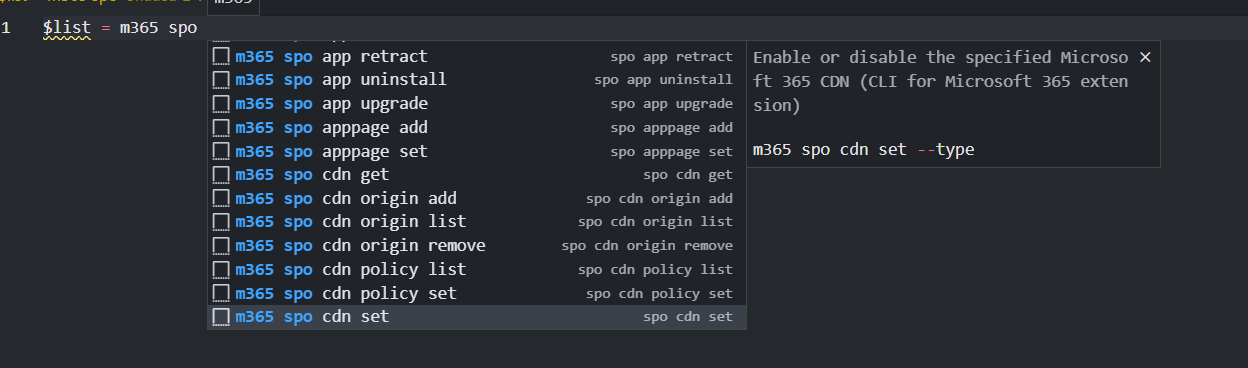 m365
1 $list = m365 spo
m365 spo app retract spo app retract
m365 spo app uninstall spo app uninstall
m365 spo app upgrade spo app upgrade
m365 spo apppage add spo apppage add
m365 spo apppage set spo apppage set
m365 spo cdn get spo cdn get
m365 spo cdn origin add spo cdn origin add
m365 spo cdn origin list spo cdn origin list
m365 spo cdn origin remove spo cdn origin remove
m365 spo cdn policy list spo cdn policy list
m365 spo cdn policy set spo cdn policy set
m365 spo cdn set spo cdn set
Enable or disable the specified Microso
ft 365 CDN (CLI for Microsoft 365 exten
sion)
m365 spo cdn set --type